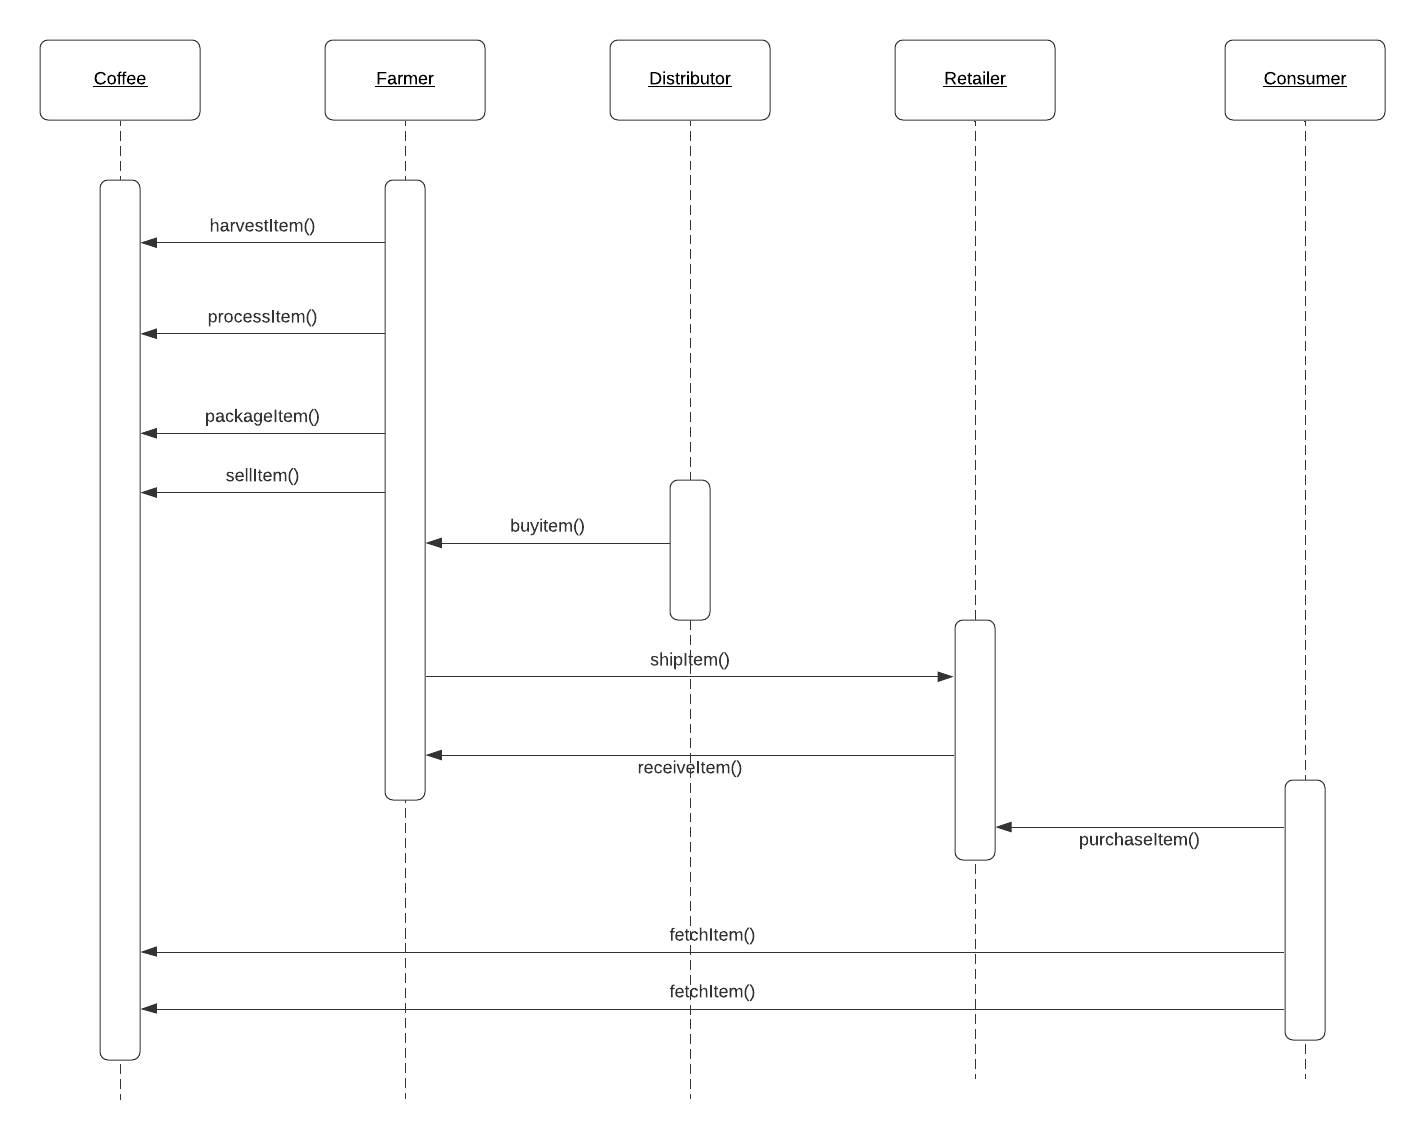 Coffee
Farmer
Distributor
Retailer
Consumer
harvestItem()
processItem()
packageItem()
sellItem()
buyitem()
shipItem()
receiveItem()
purchaseItem()
fetchItem()
fetchItem()